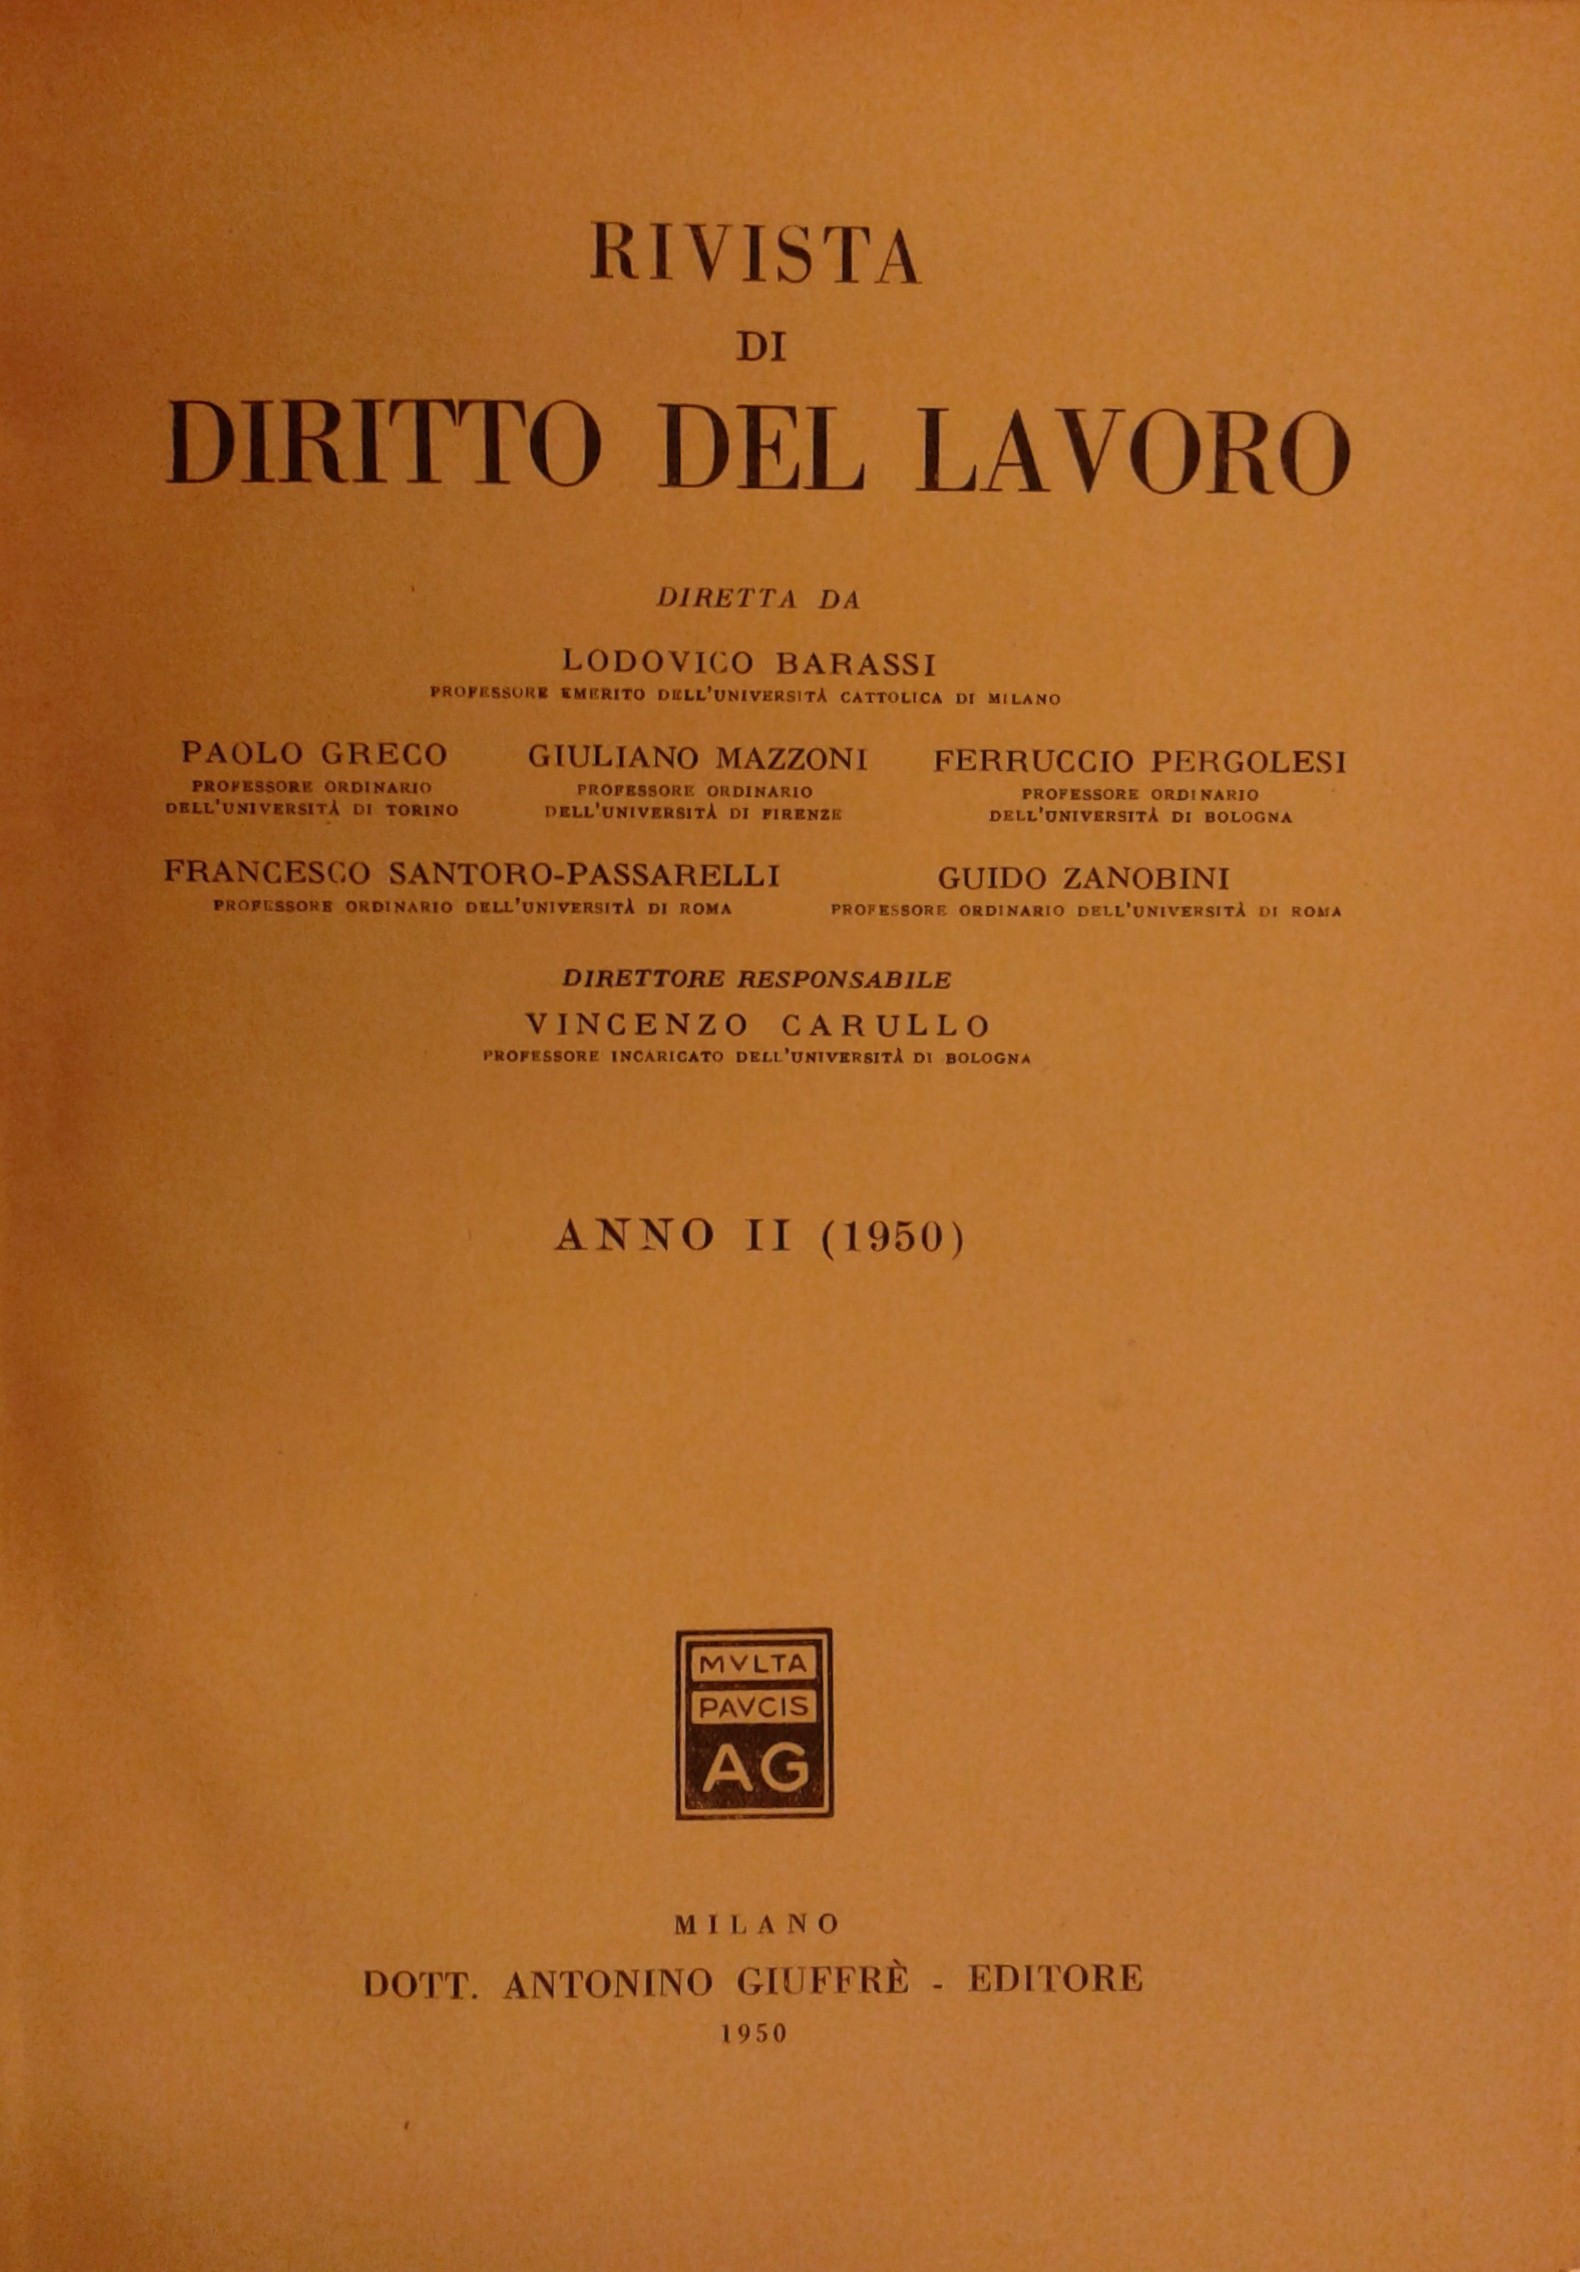 RIVISTA
DI
DIRITTO DEL LAVORO
DIRETTA DA
LODOVICO BARASSI
PROFESSORE EMERITO DELL'UNIVERSITÀ CATTOLICA DI MILANO
PAOLO GRECO
PROFESSORE ORDINARIO
DELL'UNIVERSITÀ DI TORINO
GIULIANO MAZZONI
PROFESSORE ORDINARIO
DELL'UNIVERSITÀ DI FIRENZE
FERRUCCIO PERGOLESI
PROFESSORE ORDINARIO
DELL'UNIVERSITÀ DI BOLOGNA
FRANCESCO SANTORO-PASSARELLI
PROFESSORE ORDINARIO DELL'UNIVERSITÀ DI ROMA
GUIDO ZANOBINI
PROFESSORE ORDINARIO DELL'UNIVERSITÀ DI ROMA
DIRETTORE RESPONSABILE
VINCENZO CARULLO
PROFESSORE INCARICATO DELL'UNIVERSITÀ DI BOLOGNA
ANNO II (1950)
MVLTA
PAVCIS
AG
MILANO
DOTT. ANTONINO GIUFFRÈ - EDITORE
1950